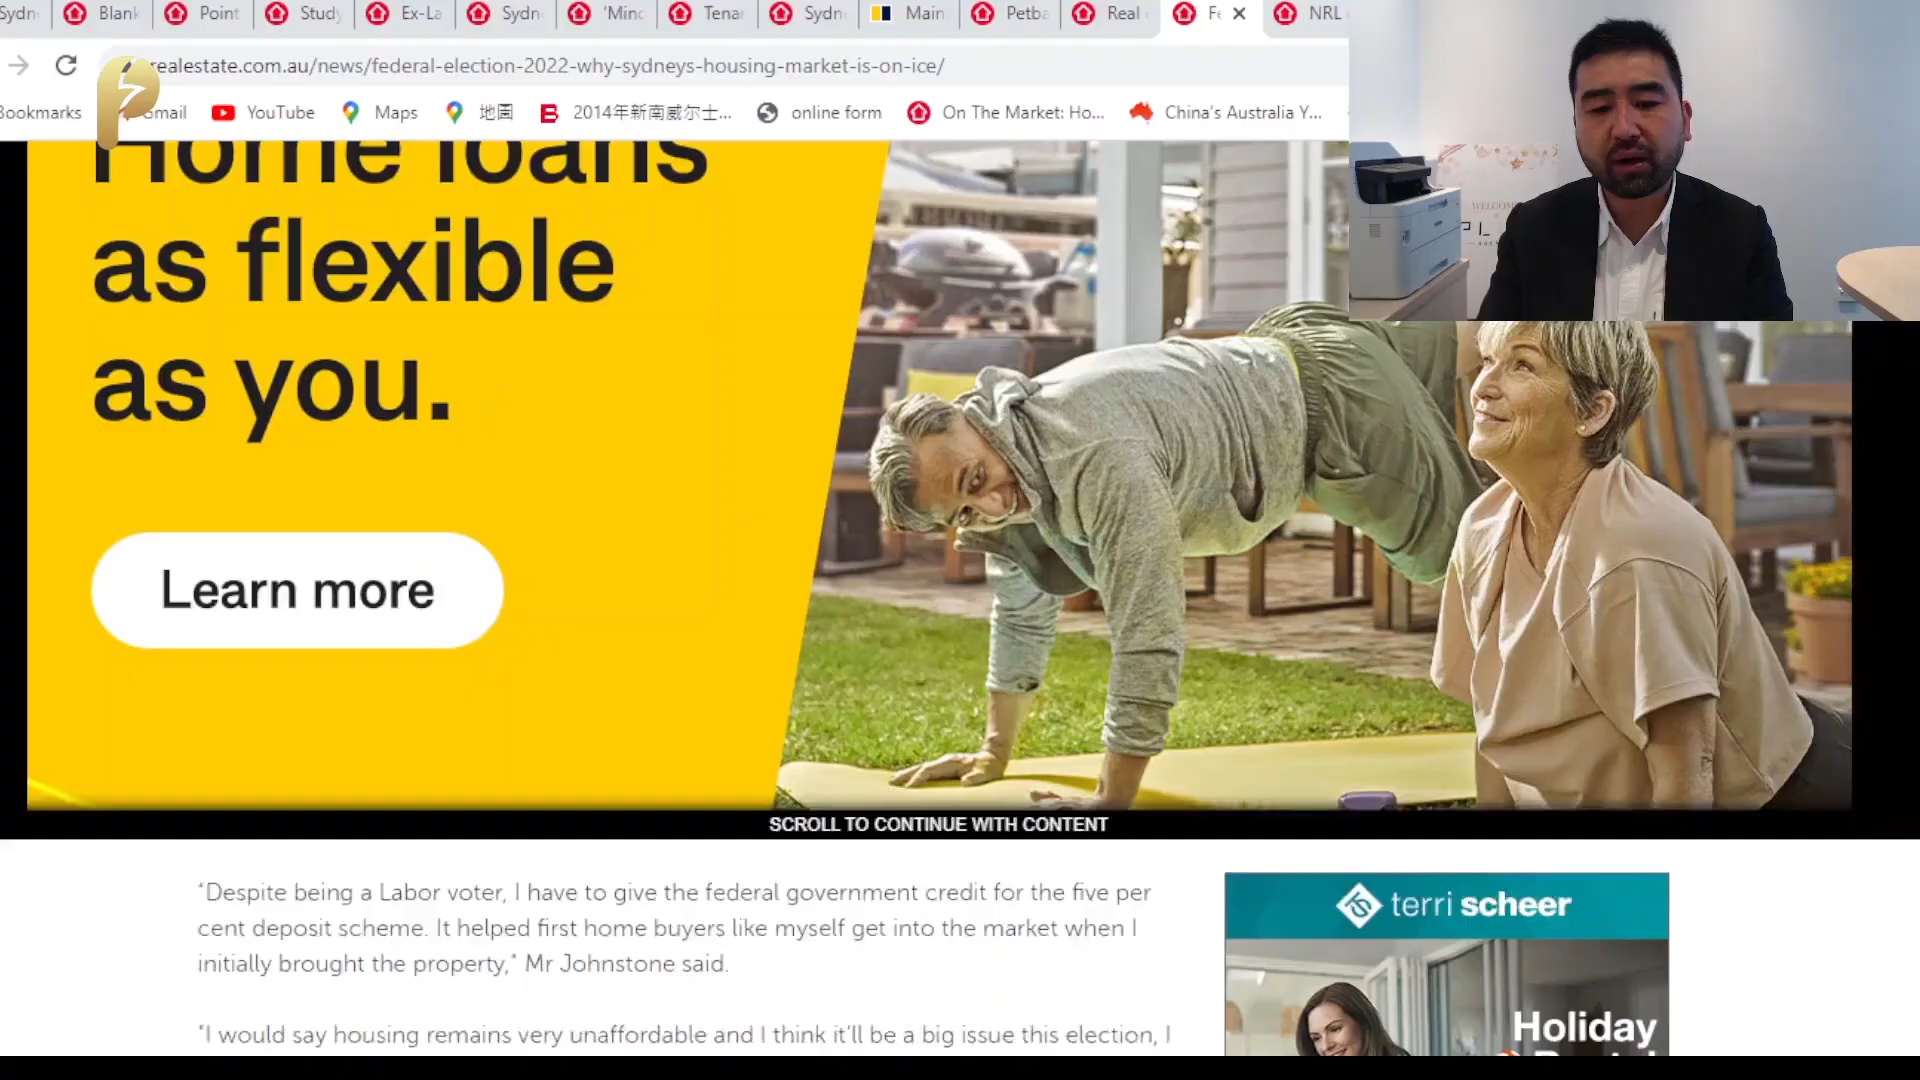 Sydn Blank Point Study Ex-La Sydn 'Minc Tenar Sydn Main Petba Real e Fe NRL
realestate.com.au/news/federal-election-2022-why-sydneys-housing-market-is-on-ice/
Bookmarks Gmail YouTube Maps 地圖 2014年新南威尔士... online form On The Market: Ho... China's Australia Y...
Home loans
as flexible
as you.
Learn more
WELCOME
SCROLL TO CONTINUE WITH CONTENT
“Despite being a Labor voter, I have to give the federal government credit for the five per
cent deposit scheme. It helped first home buyers like myself get into the market when I
initially brought the property,” Mr Johnstone said.
“I would say housing remains very unaffordable and I think it’ll be a big issue this election, I
terri scheer
Holiday